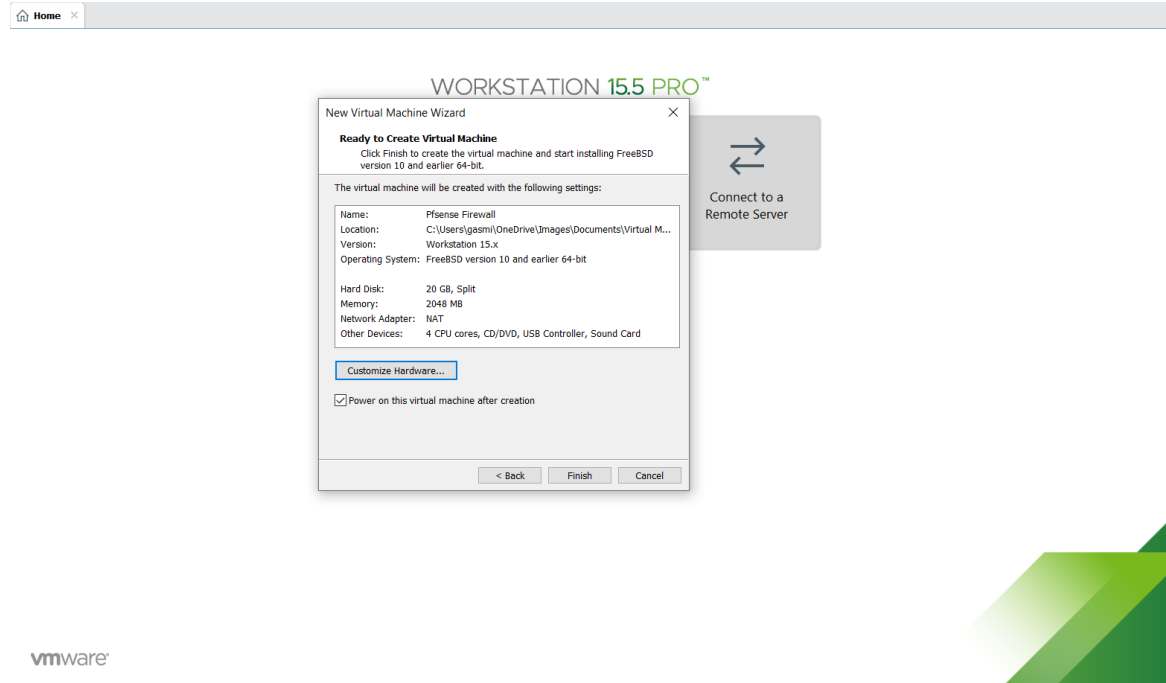 Home
WORKSTATION 15.5 PRO™
New Virtual Machine Wizard
Ready to Create Virtual Machine
Click Finish to create the virtual machine and start installing FreeBSD
version 10 and earlier 64-bit.
The virtual machine will be created with the following settings:
Name: Pfsense Firewall
Location: C:\Users\gasmi\OneDrive\Images\Documents\Virtual M...
Version: Workstation 15.x
Operating System: FreeBSD version 10 and earlier 64-bit
Hard Disk: 20 GB, Split
Memory: 2048 MB
Network Adapter: NAT
Other Devices: 4 CPU cores, CD/DVD, USB Controller, Sound Card
Customize Hardware...
Power on this virtual machine after creation
< Back Finish Cancel
Connect to a
Remote Server
vmware®